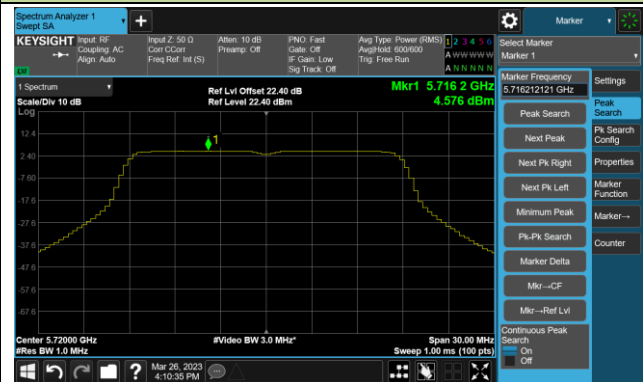 Spectrum Analyzer 1
Swept SA
Marker
KEYSIGHT
Input: RF
Coupling: AC
Align: Auto
Input Z: 50 Ω
Corr CCorr
Freq Ref: Int (S)
Atten: 10 dB
Preamp: Off
PNO: Fast
Gate: Off
IF Gain: Low
Sig Track: Off
Avg Type: Power (RMS)
Avg|Hold: 600/600
Trig: Free Run
1 2 3 4 5 6
A W W W W W
A N N N N N
LXI
Select Marker
Marker 1
1 Spectrum
Scale/Div 10 dB
Log
Ref Lvl Offset 22.40 dB
Ref Level 22.40 dBm
Mkr1 5.716 2 GHz
4.576 dBm
1
12.4
2.40
-7.60
-17.6
-27.6
-37.6
-47.6
-57.6
-67.6
Center 5.72000 GHz
#Res BW 1.0 MHz
#Video BW 3.0 MHz*
Span 30.00 MHz
Sweep 1.00 ms (100 pts)
Marker Frequency
5.716212121 GHz
Peak Search
Next Peak
Next Pk Right
Next Pk Left
Minimum Peak
Pk-Pk Search
Marker Delta
Mkr→CF
Mkr→Ref Lvl
Continuous Peak
Search
On
Off
Settings
Peak
Search
Pk Search
Config
Properties
Marker
Function
Marker→
Counter
?
Mar 26, 2023
4:10:35 PM